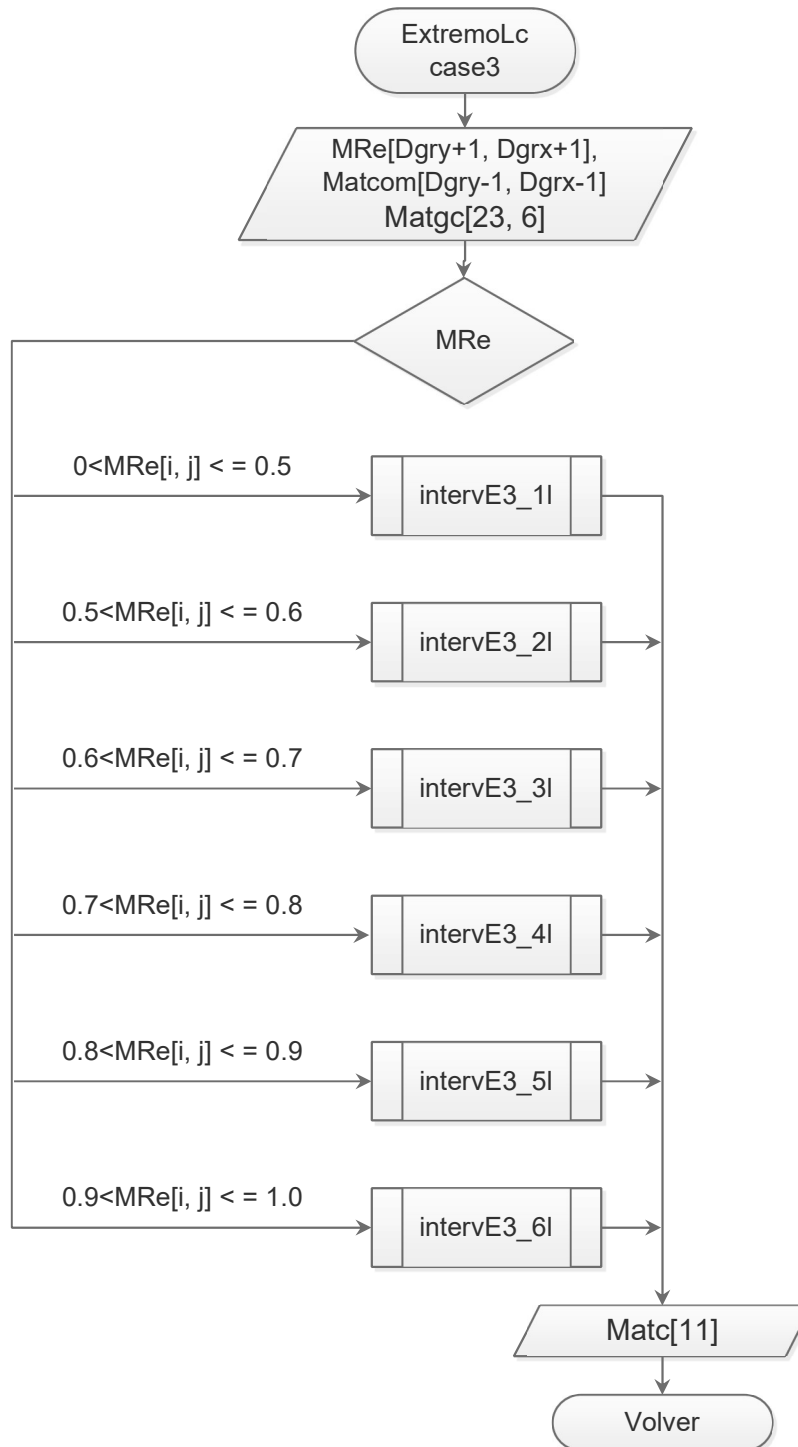 ExtremoLc
case3
MRe[Dgry+1, Dgrx+1],
Matcom[Dgry-1, Dgrx-1]
Matgc[23, 6]
MRe
0<MRe[i, j] < = 0.5
intervE3_1l
0.5<MRe[i, j] < = 0.6
intervE3_2l
0.6<MRe[i, j] < = 0.7
intervE3_3l
0.7<MRe[i, j] < = 0.8
intervE3_4l
0.8<MRe[i, j] < = 0.9
intervE3_5l
0.9<MRe[i, j] < = 1.0
intervE3_6l
Matc[11]
Volver